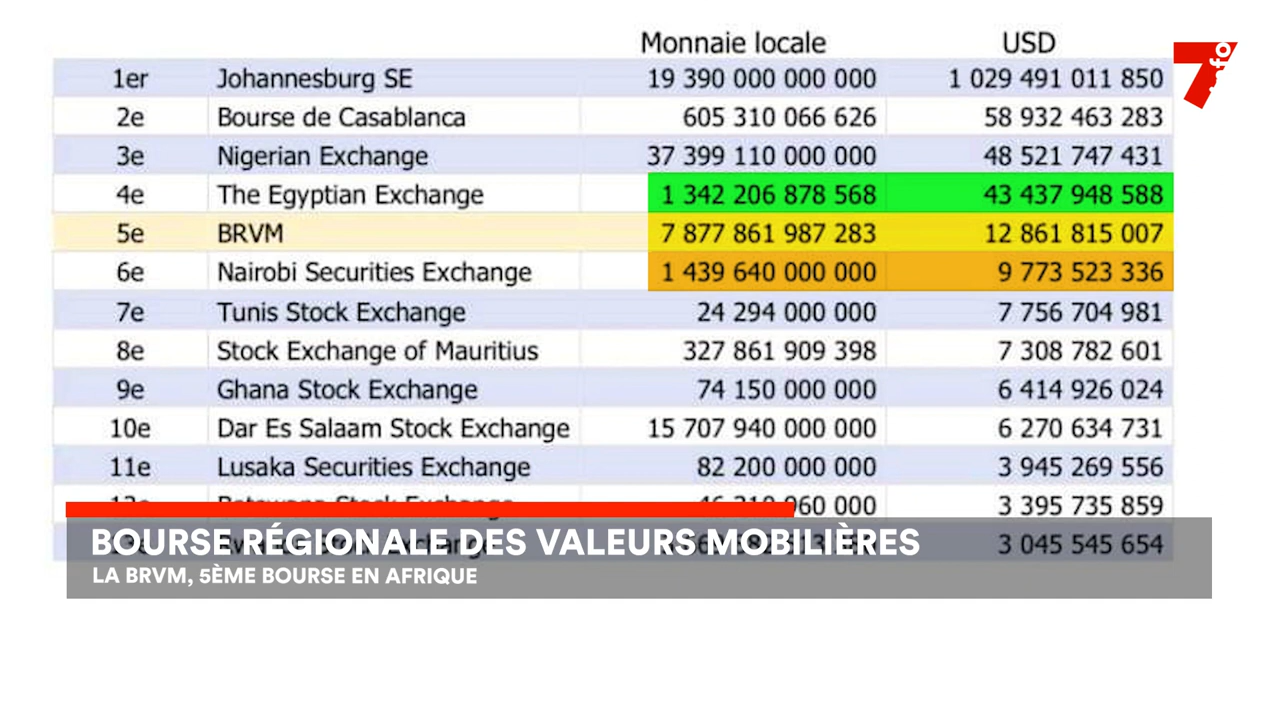 Monnaie locale USD
1er Johannesburg SE 19 390 000 000 000 1 029 491 011 850
2e Bourse de Casablanca 605 310 066 626 58 932 463 283
3e Nigerian Exchange 37 399 110 000 000 48 521 747 431
4e The Egyptian Exchange 1 342 206 878 568 43 437 948 588
5e BRVM 7 877 861 987 283 12 861 815 007
6e Nairobi Securities Exchange 1 439 640 000 000 9 773 523 336
7e Tunis Stock Exchange 24 294 000 000 7 756 704 981
8e Stock Exchange of Mauritius 327 861 909 398 7 308 782 601
9e Ghana Stock Exchange 74 150 000 000 6 414 926 024
10e Dar Es Salaam Stock Exchange 15 707 940 000 000 6 270 634 731
11e Lusaka Securities Exchange 82 200 000 000 3 945 269 556
12e Botswana Stock Exchange 3 395 735 859
3 045 545 654
BOURSE RÉGIONALE DES VALEURS MOBILIÈRES
LA BRVM, 5ÈME BOURSE EN AFRIQUE